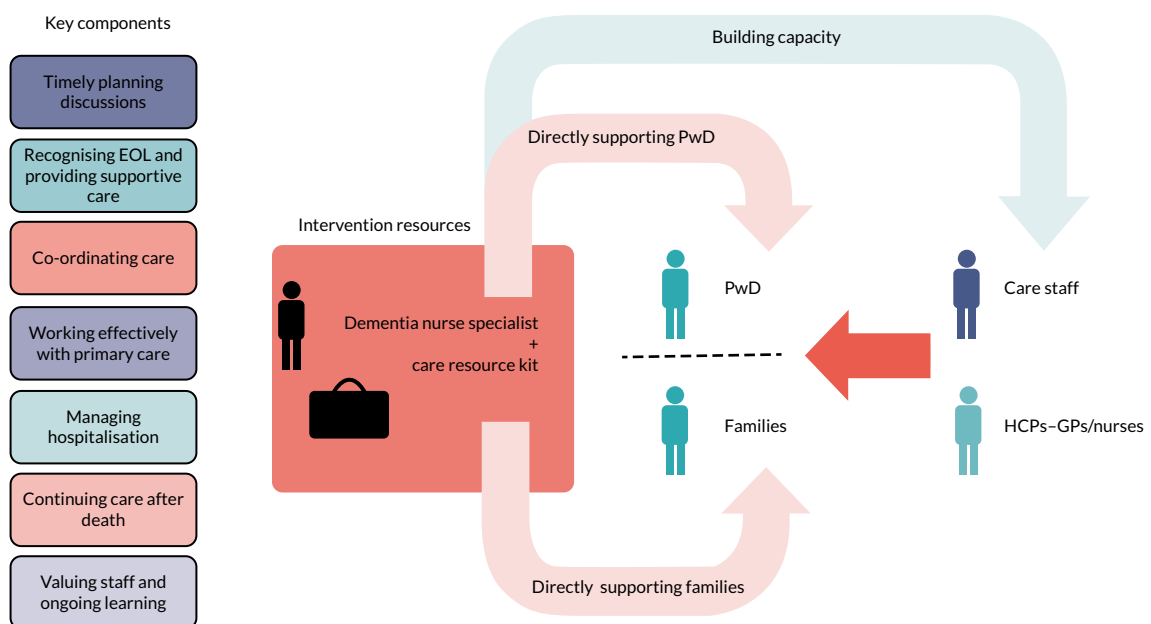 Key components
Timely planning
discussions
Recognising EOL and
providing supportive
care
Co-ordinating care
Working effectively
with primary care
Managing
hospitalisation
Continuing care after
death
Valuing staff and
ongoing learning
Building capacity
Directly supporting PwD
Intervention resources
Dementia nurse specialist
+
care resource kit
PwD
Care staff
Families
HCPs–GPs/nurses
Directly supporting families